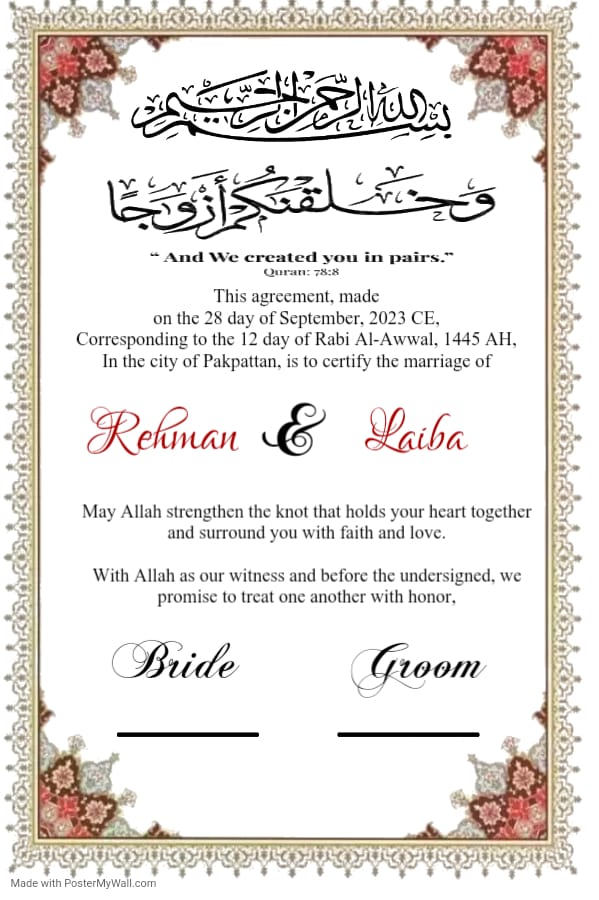 بسم الله الرحمن الرحيم
وَخَلَقْنَكُمْ أَزْوَجًا
“ And We created you in pairs.”
Quran: 78:8
This agreement, made
on the 28 day of September, 2023 CE,
Corresponding to the 12 day of Rabi Al-Awwal, 1445 AH,
In the city of Pakpattan, is to certify the marriage of
Rehman & Laiba
May Allah strengthen the knot that holds your heart together
and surround you with faith and love.
With Allah as our witness and before the undersigned, we
promise to treat one another with honor,
Bride Groom
Made with PosterMyWall.com